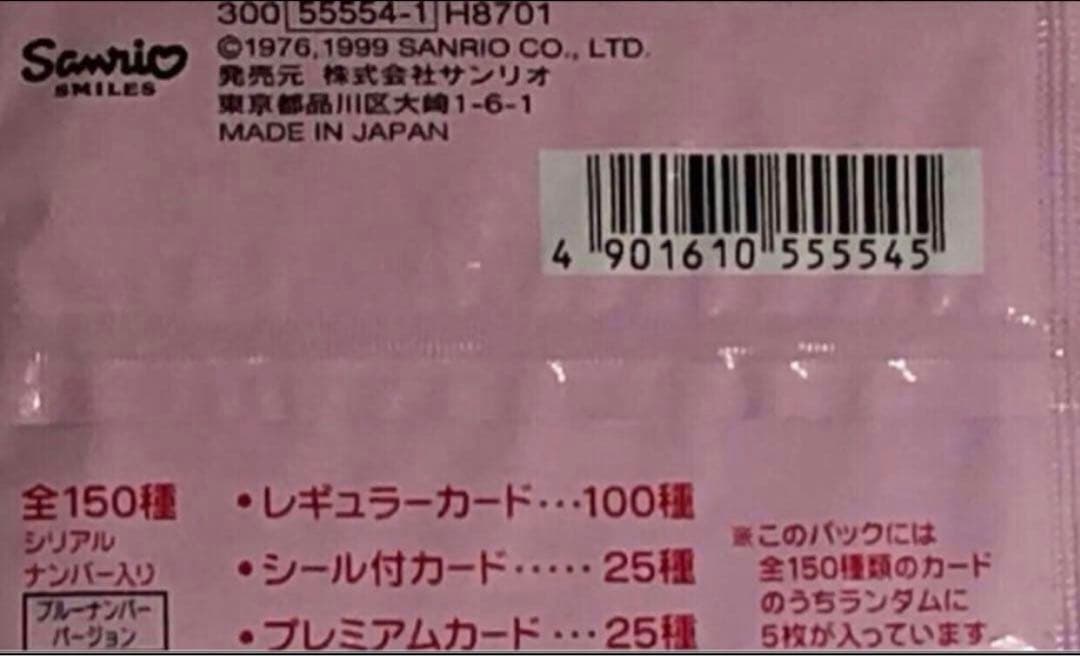 300 55554-1 H8701
Sanrio
SMILES
©1976,1999 SANRIO CO., LTD.
発売元 株式会社サンリオ
東京都品川区大崎1-6-1
MADE IN JAPAN
4 901610 555545
全150種
シリアル
ナンバー入り
ブルーナンバー
バージョン
•レギュラーカード…100種
•シール付カード‥‥‥25種
•プレミアムカード…25種
※このパックには
全150種類のカード
のうちランダムに
5枚が入っています。